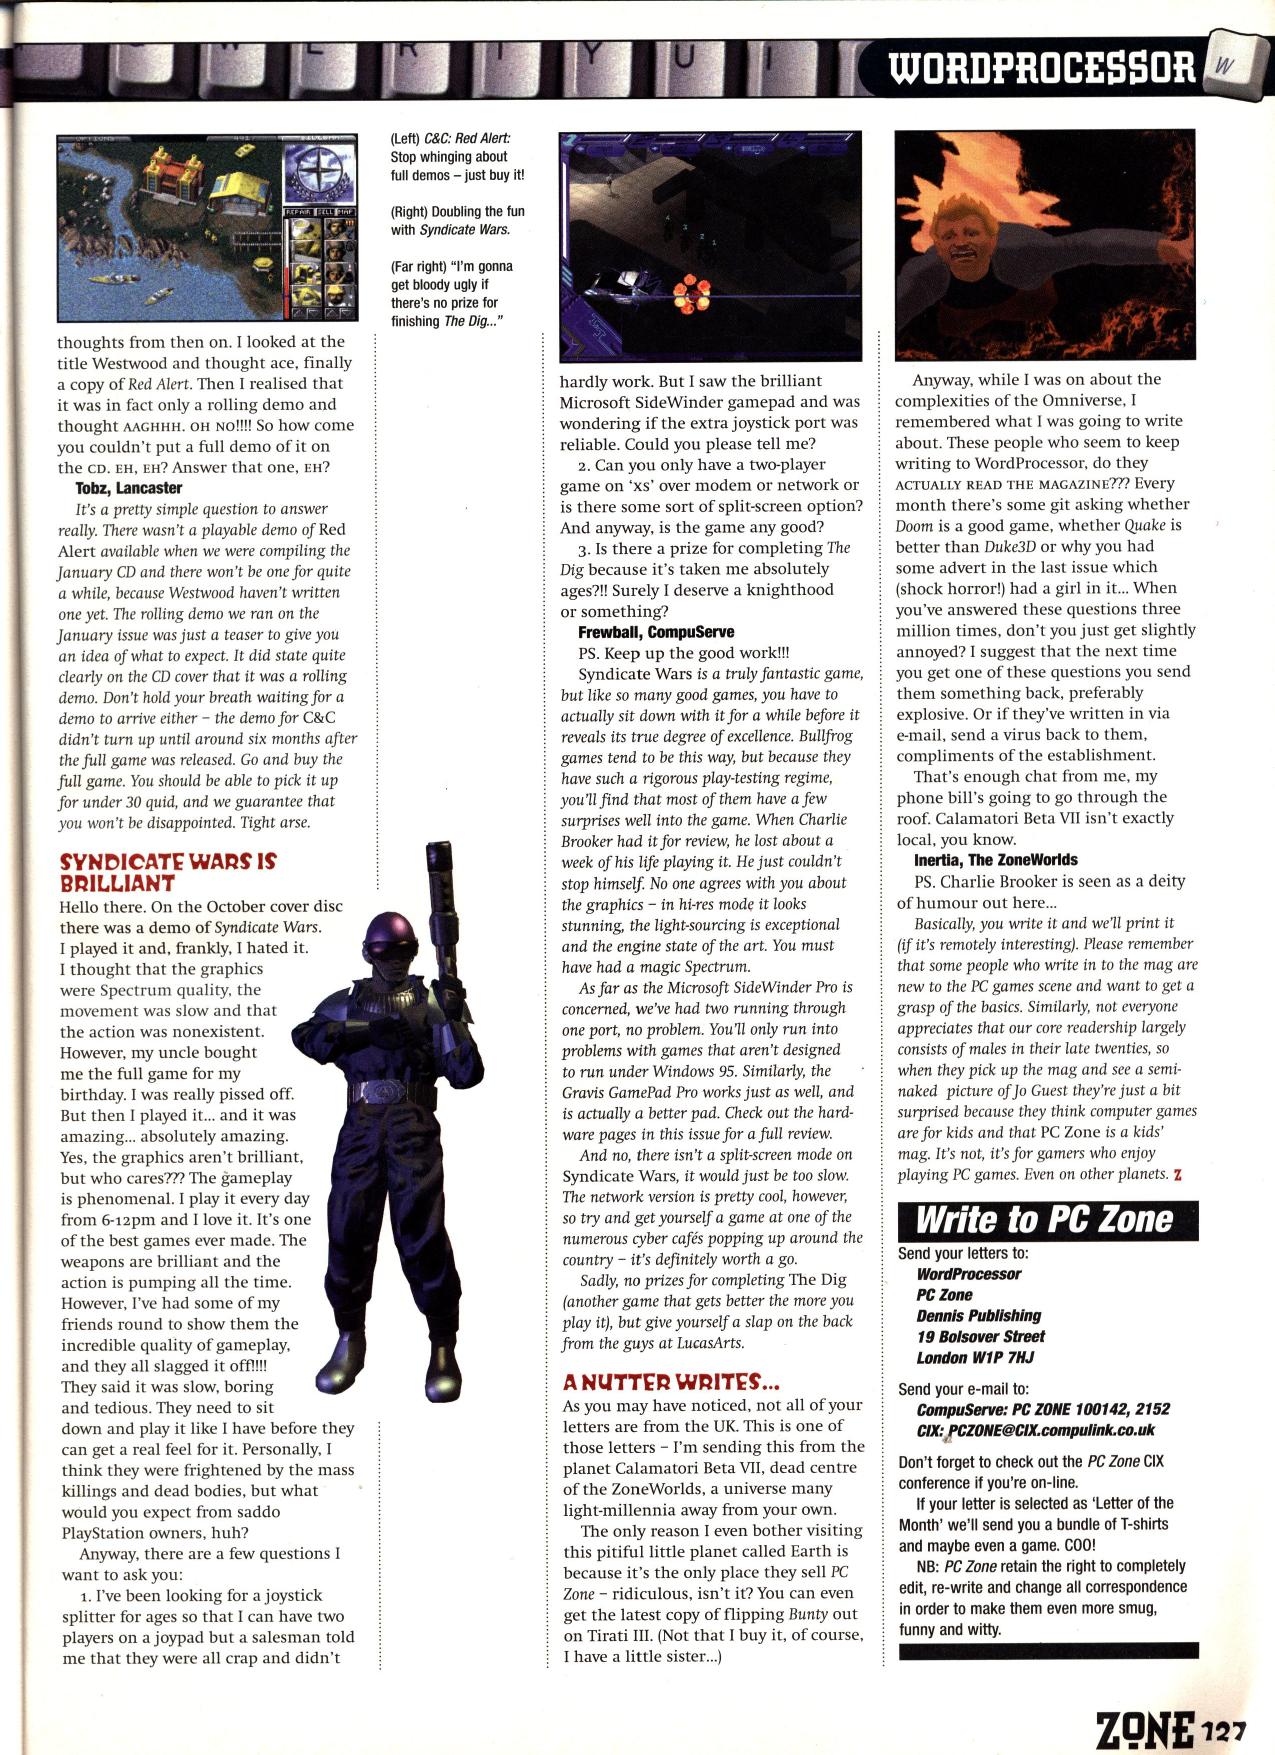 WERTYUI
WORDPROCESSOR
W
OPTIONS
SIDEBAR
REPAIR SELL MAP
(Left) C&C: Red Alert:
Stop whinging about
full demos – just buy it!
(Right) Doubling the fun
with Syndicate Wars.
(Far right) “I'm gonna
get bloody ugly if
there's no prize for
finishing The Dig...”
thoughts from then on. I looked at the
title Westwood and thought ace, finally
a copy of Red Alert. Then I realised that
it was in fact only a rolling demo and
thought AAGHHH. OH NO!!!! So how come
you couldn't put a full demo of it on
the CD. EH, EH? Answer that one, EH?
Tobz, Lancaster
It's a pretty simple question to answer
really. There wasn't a playable demo of Red
Alert available when we were compiling the
January CD and there won't be one for quite
a while, because Westwood haven't written
one yet. The rolling demo we ran on the
January issue was just a teaser to give you
an idea of what to expect. It did state quite
clearly on the CD cover that it was a rolling
demo. Don't hold your breath waiting for a
demo to arrive either – the demo for C&C
didn't turn up until around six months after
the full game was released. Go and buy the
full game. You should be able to pick it up
for under 30 quid, and we guarantee that
you won't be disappointed. Tight arse.
SYNDICATE WARS IS
BRILLIANT
Hello there. On the October cover disc
there was a demo of Syndicate Wars.
I played it and, frankly, I hated it.
I thought that the graphics
were Spectrum quality, the
movement was slow and that
the action was nonexistent.
However, my uncle bought
me the full game for my
birthday. I was really pissed off.
But then I played it... and it was
amazing... absolutely amazing.
Yes, the graphics aren't brilliant,
but who cares??? The gameplay
is phenomenal. I play it every day
from 6-12pm and I love it. It's one
of the best games ever made. The
weapons are brilliant and the
action is pumping all the time.
However, I've had some of my
friends round to show them the
incredible quality of gameplay,
and they all slagged it off!!!!
They said it was slow, boring
and tedious. They need to sit
down and play it like I have before they
can get a real feel for it. Personally, I
think they were frightened by the mass
killings and dead bodies, but what
would you expect from saddo
PlayStation owners, huh?
Anyway, there are a few questions I
want to ask you:
1. I've been looking for a joystick
splitter for ages so that I can have two
players on a joypad but a salesman told
me that they were all crap and didn't
hardly work. But I saw the brilliant
Microsoft SideWinder gamepad and was
wondering if the extra joystick port was
reliable. Could you please tell me?
2. Can you only have a two-player
game on ‘xs’ over modem or network or
is there some sort of split-screen option?
And anyway, is the game any good?
3. Is there a prize for completing The
Dig because it's taken me absolutely
ages?!! Surely I deserve a knighthood
or something?
Frewball, CompuServe
PS. Keep up the good work!!!
Syndicate Wars is a truly fantastic game,
but like so many good games, you have to
actually sit down with it for a while before it
reveals its true degree of excellence. Bullfrog
games tend to be this way, but because they
have such a rigorous play-testing regime,
you'll find that most of them have a few
surprises well into the game. When Charlie
Brooker had it for review, he lost about a
week of his life playing it. He just couldn't
stop himself. No one agrees with you about
the graphics – in hi-res mode it looks
stunning, the light-sourcing is exceptional
and the engine state of the art. You must
have had a magic Spectrum.
As far as the Microsoft SideWinder Pro is
concerned, we've had two running through
one port, no problem. You'll only run into
problems with games that aren't designed
to run under Windows 95. Similarly, the
Gravis GamePad Pro works just as well, and
is actually a better pad. Check out the hard-
ware pages in this issue for a full review.
And no, there isn't a split-screen mode on
Syndicate Wars, it would just be too slow.
The network version is pretty cool, however,
so try and get yourself a game at one of the
numerous cyber cafés popping up around the
country – it's definitely worth a go.
Sadly, no prizes for completing The Dig
(another game that gets better the more you
play it), but give yourself a slap on the back
from the guys at LucasArts.
A NUTTER WRITES...
As you may have noticed, not all of your
letters are from the UK. This is one of
those letters – I'm sending this from the
planet Calamatori Beta VII, dead centre
of the ZoneWorlds, a universe many
light-millennia away from your own.
The only reason I even bother visiting
this pitiful little planet called Earth is
because it's the only place they sell PC
Zone – ridiculous, isn't it? You can even
get the latest copy of flipping Bunty out
on Tirati III. (Not that I buy it, of course,
I have a little sister...)
Anyway, while I was on about the
complexities of the Omniverse, I
remembered what I was going to write
about. These people who seem to keep
writing to WordProcessor, do they
ACTUALLY READ THE MAGAZINE??? Every
month there's some git asking whether
Doom is a good game, whether Quake is
better than Duke3D or why you had
some advert in the last issue which
(shock horror!) had a girl in it... When
you've answered these questions three
million times, don't you just get slightly
annoyed? I suggest that the next time
you get one of these questions you send
them something back, preferably
explosive. Or if they've written in via
e-mail, send a virus back to them,
compliments of the establishment.
That's enough chat from me, my
phone bill's going to go through the
roof. Calamatori Beta VII isn't exactly
local, you know.
Inertia, The ZoneWorlds
PS. Charlie Brooker is seen as a deity
of humour out here...
Basically, you write it and we'll print it
(if it's remotely interesting). Please remember
that some people who write in to the mag are
new to the PC games scene and want to get a
grasp of the basics. Similarly, not everyone
appreciates that our core readership largely
consists of males in their late twenties, so
when they pick up the mag and see a semi-
naked picture of Jo Guest they're just a bit
surprised because they think computer games
are for kids and that PC Zone is a kids'
mag. It's not, it's for gamers who enjoy
playing PC games. Even on other planets. Z
Write to PC Zone
Send your letters to:
WordProcessor
PC Zone
Dennis Publishing
19 Bolsover Street
London W1P 7HJ
Send your e-mail to:
CompuServe: PC ZONE 100142, 2152
CIX: PCZONE@CIX.compulink.co.uk
Don't forget to check out the PC Zone CIX
conference if you're on-line.
If your letter is selected as ‘Letter of the
Month’ we'll send you a bundle of T-shirts
and maybe even a game. COO!
NB: PC Zone retain the right to completely
edit, re-write and change all correspondence
in order to make them even more smug,
funny and witty.
ZONE 127